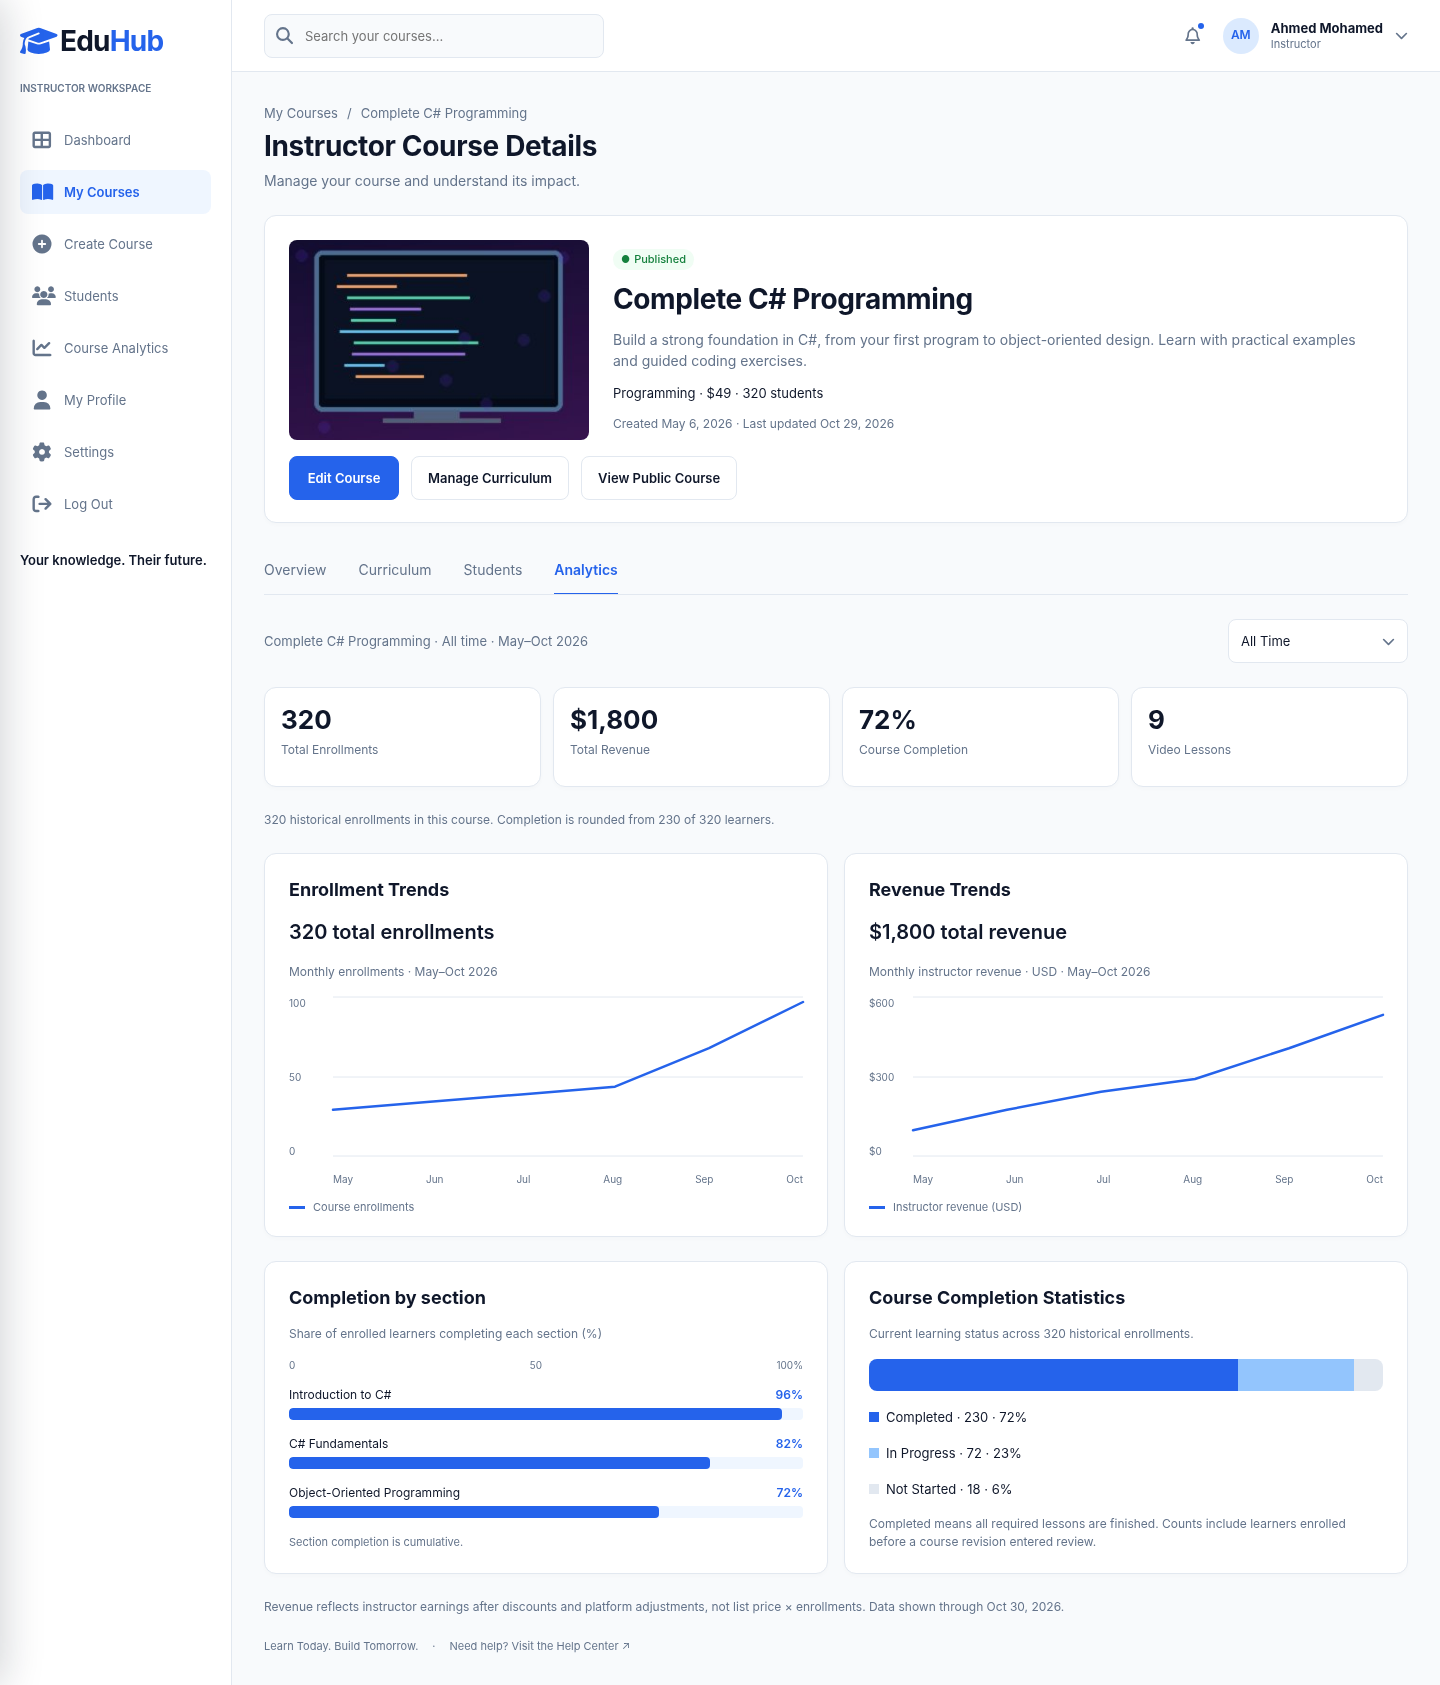 EduHub
INSTRUCTOR WORKSPACE
Dashboard
My Courses
Create Course
Students
Course Analytics
My Profile
Settings
Log Out
Your knowledge. Their future.
Search your courses...
AM
Ahmed Mohamed
Instructor
My Courses / Complete C# Programming
Instructor Course Details
Manage your course and understand its impact.
Published
Complete C# Programming
Build a strong foundation in C#, from your first program to object-oriented design. Learn with practical examples
and guided coding exercises.
Programming · $49 · 320 students
Created May 6, 2026 · Last updated Oct 29, 2026
Edit Course
Manage Curriculum
View Public Course
Overview
Curriculum
Students
Analytics
Complete C# Programming · All time · May–Oct 2026
All Time
320
Total Enrollments
$1,800
Total Revenue
72%
Course Completion
9
Video Lessons
320 historical enrollments in this course. Completion is rounded from 230 of 320 learners.
Enrollment Trends
320 total enrollments
Monthly enrollments · May–Oct 2026
100
50
0
May Jun Jul Aug Sep Oct
Course enrollments
Revenue Trends
$1,800 total revenue
Monthly instructor revenue · USD · May–Oct 2026
$600
$300
$0
May Jun Jul Aug Sep Oct
Instructor revenue (USD)
Completion by section
Share of enrolled learners completing each section (%)
0 50 100%
Introduction to C# 96%
C# Fundamentals 82%
Object-Oriented Programming 72%
Section completion is cumulative.
Course Completion Statistics
Current learning status across 320 historical enrollments.
Completed · 230 · 72%
In Progress · 72 · 23%
Not Started · 18 · 6%
Completed means all required lessons are finished. Counts include learners enrolled
before a course revision entered review.
Revenue reflects instructor earnings after discounts and platform adjustments, not list price × enrollments. Data shown through Oct 30, 2026.
Learn Today. Build Tomorrow. · Need help? Visit the Help Center ↗